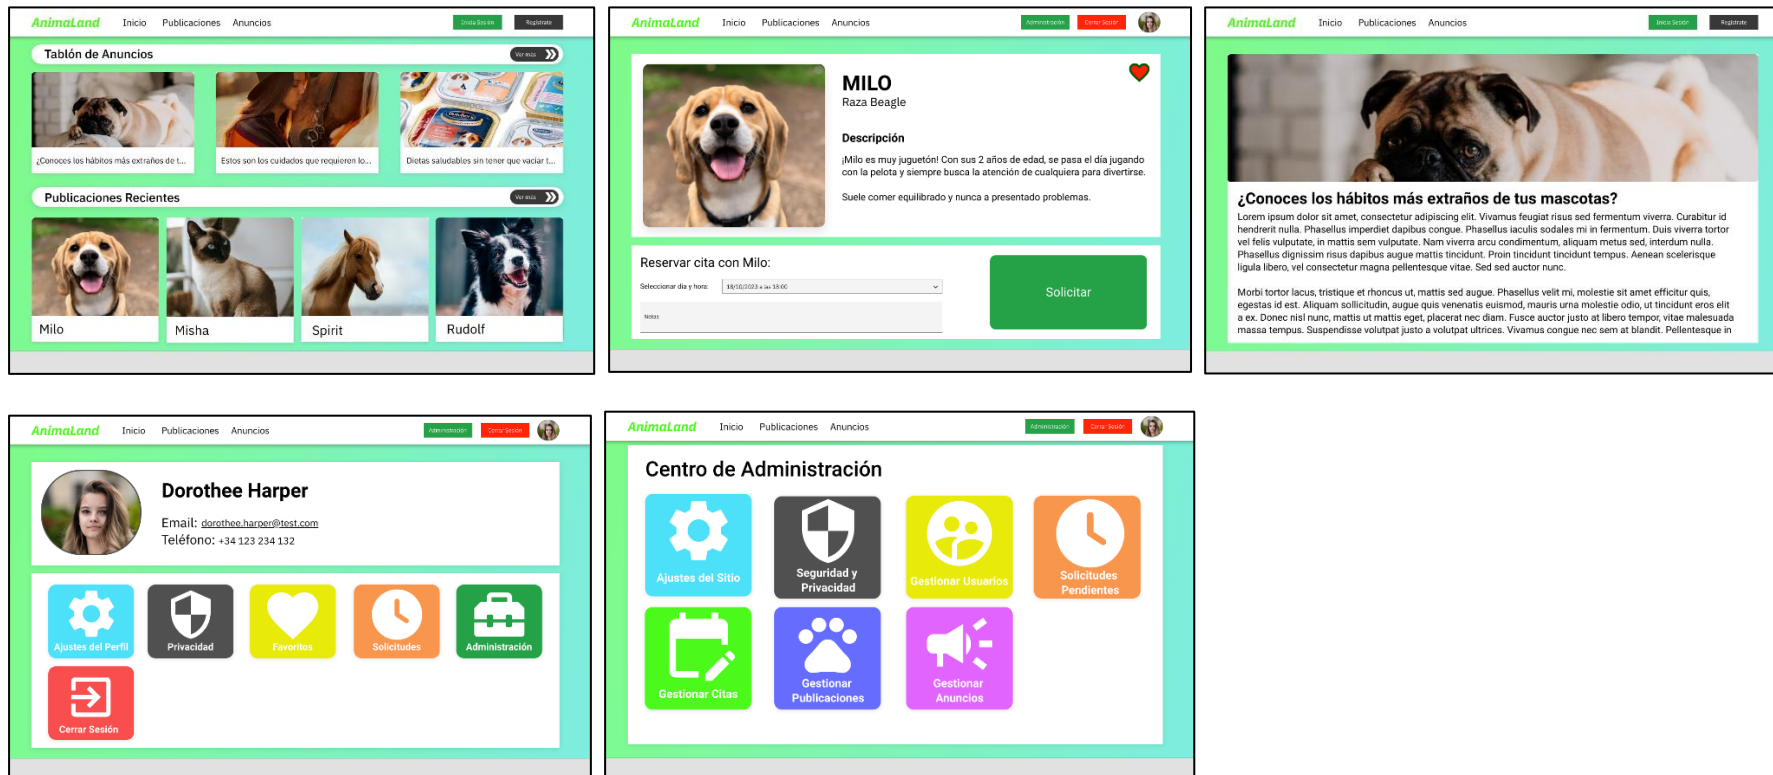 AnimaLand Inicio Publicaciones Anuncios Inicia Sesión Regístrate
Tablón de Anuncios Ver más
¿Conoces los hábitos más extraños de t... Estos son los cuidados que requieren lo... Dietas saludables sin tener que vaciar t...
Publicaciones Recientes Ver más
Milo Misha Spirit Rudolf
AnimaLand Inicio Publicaciones Anuncios Administración Cerrar Sesión
MILO
Raza Beagle
Descripción
¡Milo es muy juguetón! Con sus 2 años de edad, se pasa el día jugando
con la pelota y siempre busca la atención de cualquiera para divertirse.
Suele comer equilibrado y nunca a presentado problemas.
Reservar cita con Milo:
Seleccionar día y hora: 18/10/2023 a las 18:00
Notas
Solicitar
AnimaLand Inicio Publicaciones Anuncios Inicia Sesión Regístrate
¿Conoces los hábitos más extraños de tus mascotas?
Lorem ipsum dolor sit amet, consectetur adipiscing elit. Vivamus feugiat risus sed fermentum viverra. Curabitur id
hendrerit nulla. Phasellus imperdiet dapibus congue. Phasellus iaculis sodales mi in fermentum. Duis viverra tortor
vel felis vulputate, in mattis sem vulputate. Nam viverra arcu condimentum, aliquam metus sed, interdum nulla.
Phasellus dignissim risus dapibus augue mattis tincidunt. Proin tincidunt tincidunt tempus. Aenean scelerisque
ligula libero, vel consectetur magna pellentesque vitae. Sed sed auctor nunc.
Morbi tortor lacus, tristique et rhoncus ut, mattis sed augue. Phasellus velit mi, molestie sit amet efficitur quis,
egestas id est. Aliquam sollicitudin, augue quis venenatis euismod, mauris urna molestie odio, ut tincidunt eros elit
a ex. Donec nisl nunc, mattis ut mattis eget, placerat nec diam. Fusce auctor justo at libero tempor, vitae malesuada
massa tempus. Suspendisse volutpat justo a volutpat ultrices. Vivamus congue nec sem at blandit. Pellentesque in
AnimaLand Inicio Publicaciones Anuncios Administración Cerrar Sesión
Dorothee Harper
Email: dorothee.harper@test.com
Teléfono: +34 123 234 132
Ajustes del Perfil Privacidad Favoritos Solicitudes Administración
Cerrar Sesión
AnimaLand Inicio Publicaciones Anuncios Administración Cerrar Sesión
Centro de Administración
Ajustes del Sitio
Seguridad y
Privacidad
Gestionar Usuarios
Solicitudes
Pendientes
Gestionar Citas
Gestionar
Publicaciones
Gestionar
Anuncios